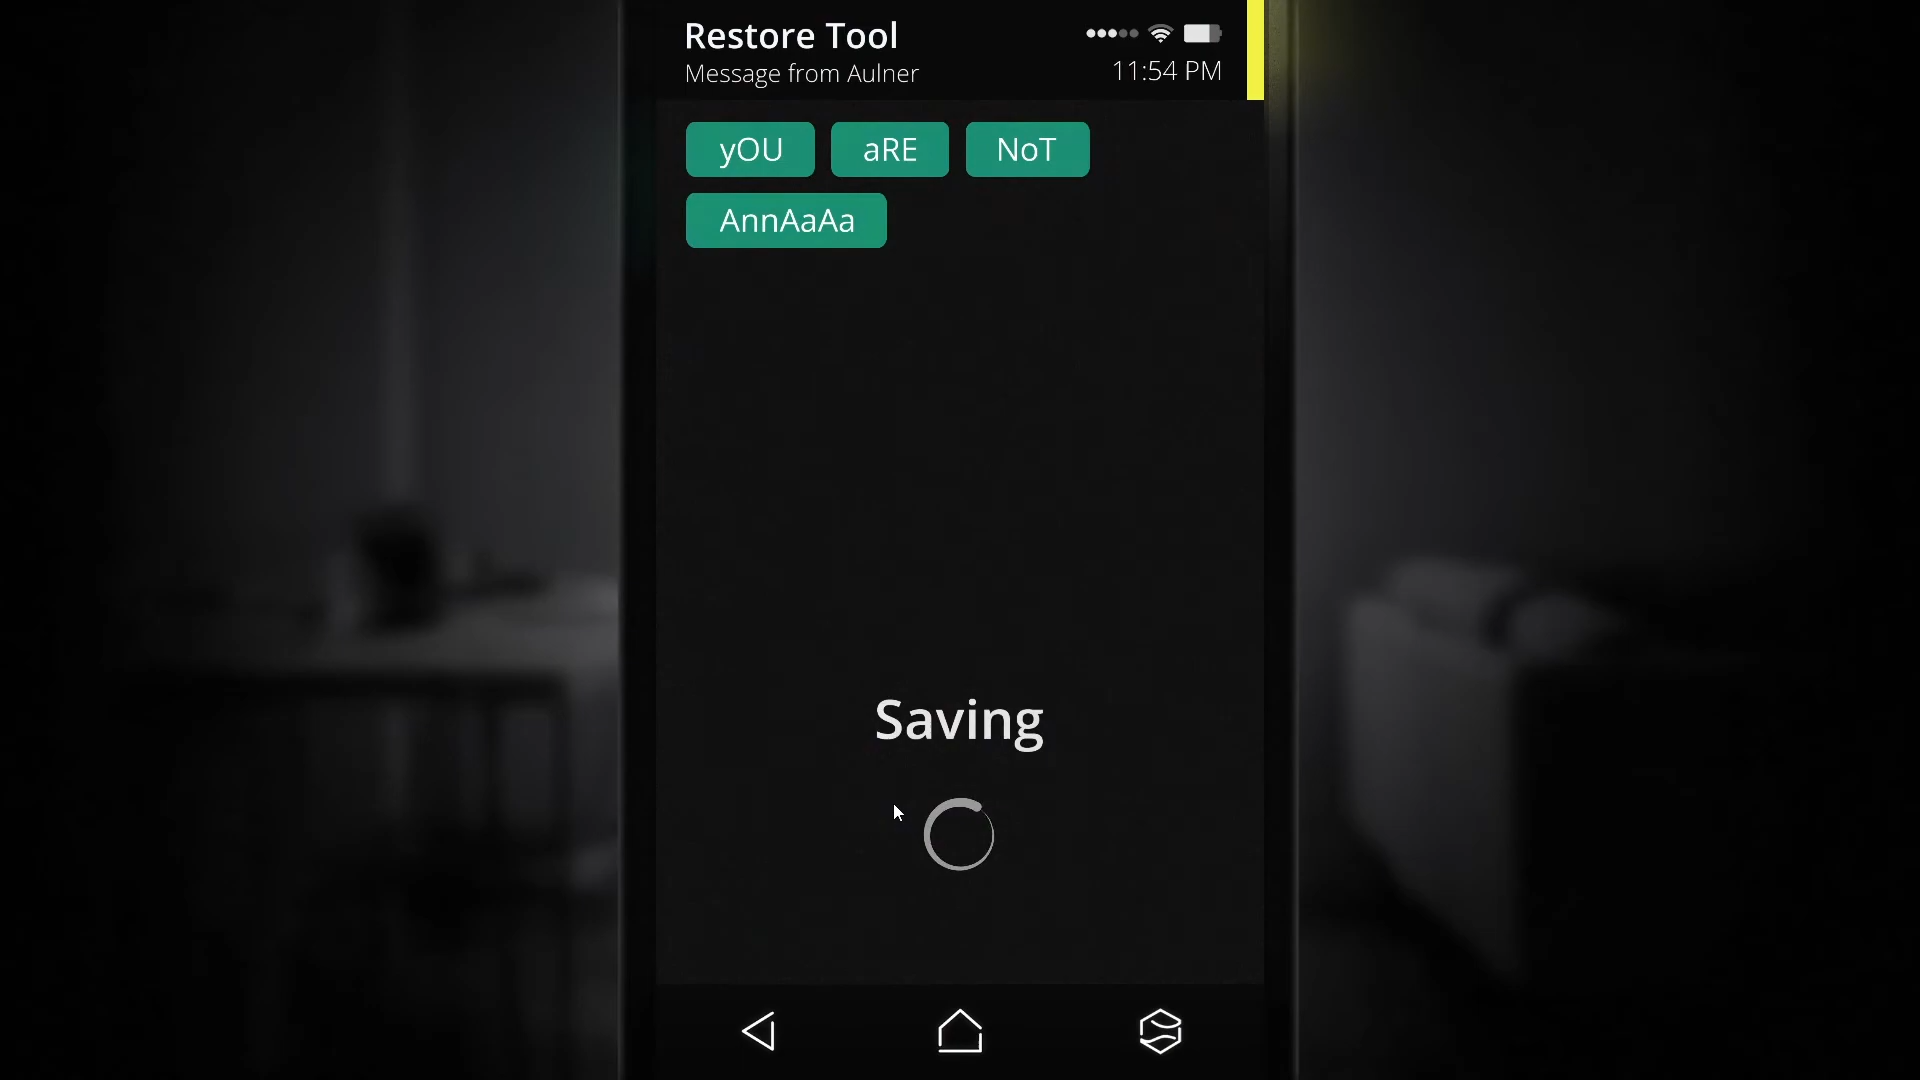 Restore Tool
Message from Aulner
11:54 PM
yOU aRE NoT
AnnAaAa
Saving